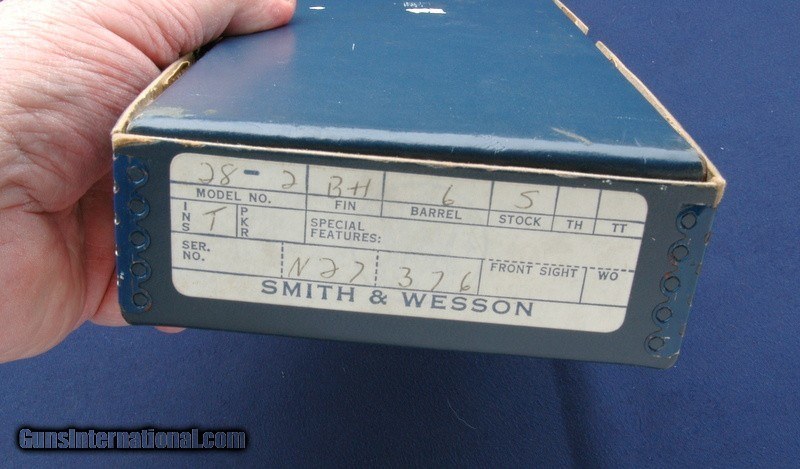 28-2 BH 6 S
MODEL NO. FIN BARREL STOCK TH TT
INS T PKR SPECIAL FEATURES:
SER. NO. N27 376 FRONT SIGHT WO
SMITH & WESSON
GunsInternational.com